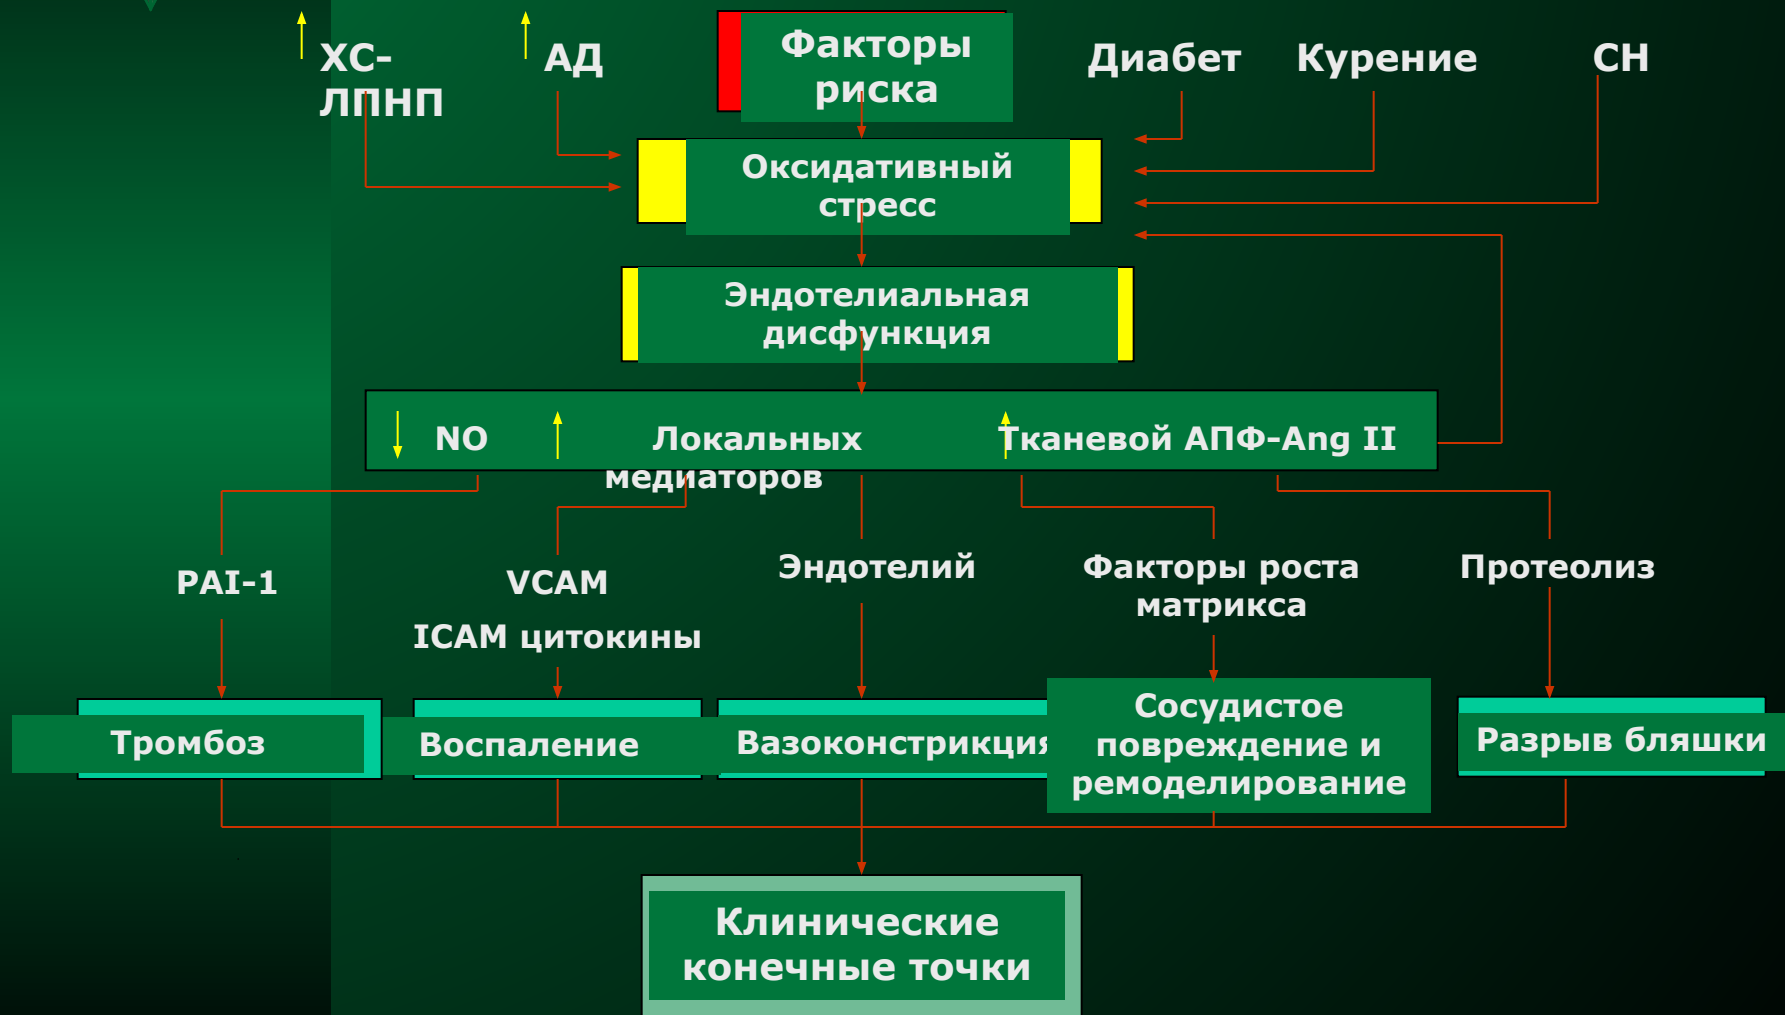 ХС-
ЛПНП
АД
Факторы
риска
Диабет
Курение
СН
Оксидативный
стресс
Эндотелиальная
дисфункция
NO
Локальных
медиаторов
Тканевой АПФ-Ang II
PAI-1
VCAM
ICAM цитокины
Эндотелий
Факторы роста
матрикса
Протеолиз
Тромбоз
Воспаление
Вазоконстрикция
Сосудистое
повреждение и
ремоделирование
Разрыв бляшки
Клинические
конечные точки